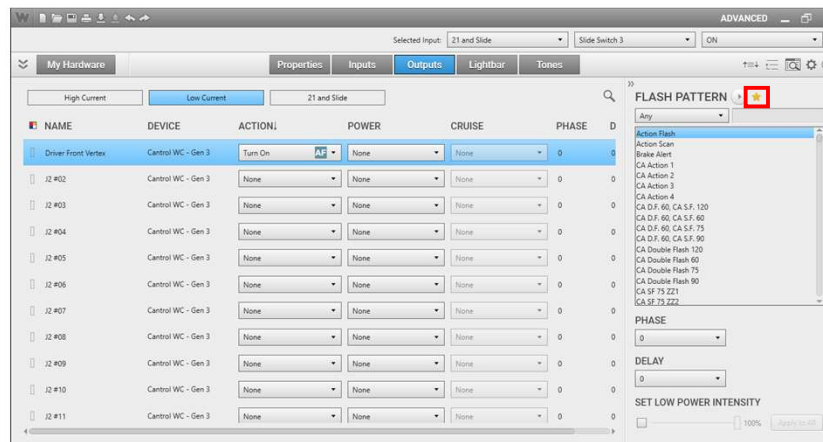 W ADVANCED
Selected Input: 21 and Slide Slide Switch 3 ON
My Hardware Properties Inputs Outputs Lightbar Tones
High Current Low Current 21 and Slide
NAME DEVICE ACTION↓ POWER CRUISE PHASE D
Driver Front Vertex Cantrol WC - Gen 3 Turn On AF None None 0 0
J2 #02 Cantrol WC - Gen 3 None None None 0 0
J2 #03 Cantrol WC - Gen 3 None None None 0 0
J2 #04 Cantrol WC - Gen 3 None None None 0 0
J2 #05 Cantrol WC - Gen 3 None None None 0 0
J2 #06 Cantrol WC - Gen 3 None None None 0 0
J2 #07 Cantrol WC - Gen 3 None None None 0 0
J2 #08 Cantrol WC - Gen 3 None None None 0 0
J2 #09 Cantrol WC - Gen 3 None None None 0 0
J2 #10 Cantrol WC - Gen 3 None None None 0 0
J2 #11 Cantrol WC - Gen 3 None None None 0 0
FLASH PATTERN
Any
Action Flash
Action Scan
Brake Alert
CA Action 1
CA Action 2
CA Action 3
CA Action 4
CA D.F. 60, CA S.F. 120
CA D.F. 60, CA S.F. 60
CA D.F. 60, CA S.F. 75
CA D.F. 60, CA S.F. 90
CA Double Flash 120
CA Double Flash 60
CA Double Flash 75
CA Double Flash 90
CA SF 75 ZZ1
CA SF 75 ZZ2
PHASE
0
DELAY
0
SET LOW POWER INTENSITY
100% Apply to All